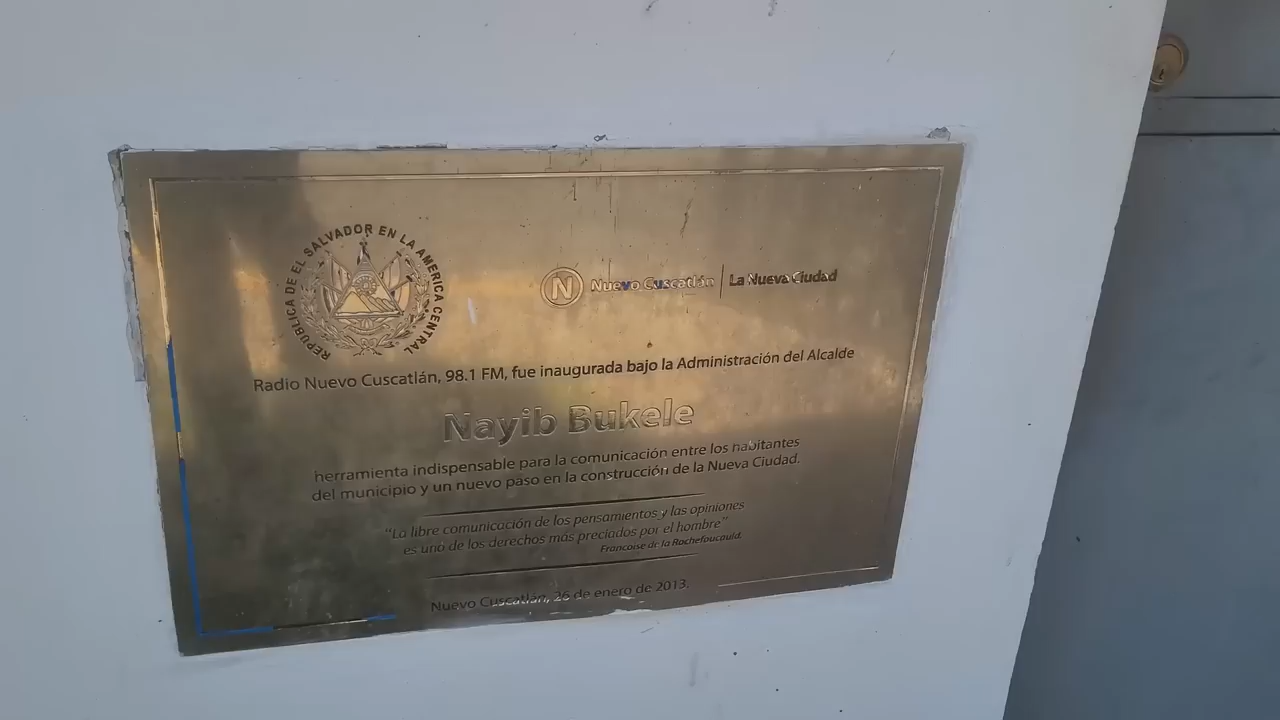 REPUBLICA DE EL SALVADOR EN LA AMERICA CENTRAL
N Nuevo Cuscatlán | La Nueva Ciudad
Radio Nuevo Cuscatlán, 98.1 FM, fue inaugurada bajo la Administración del Alcalde
Nayib Bukele
herramienta indispensable para la comunicación entre los habitantes
del municipio y un nuevo paso en la construcción de la Nueva Ciudad.
"La libre comunicación de los pensamientos y las opiniones
es uno de los derechos más preciados por el hombre"
Francoise de la Rochefoucauld.
Nuevo Cuscatlán, 26 de enero de 2013.